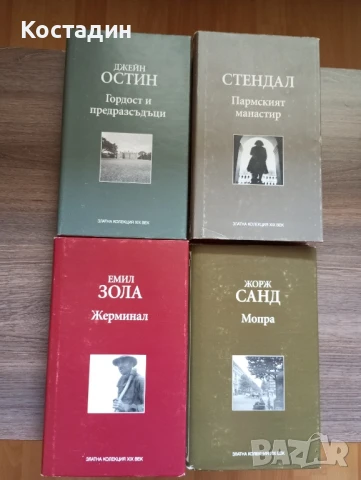 Костадин
ДЖЕЙН
ОСТИН
Гордост и
предразсъдъци
ЗЛАТНА КОЛЕКЦИЯ XIX ВЕК
СТЕНДАЛ
Пармският
манастир
ЗЛАТНА КОЛЕКЦИЯ XIX ВЕК
ЕМИЛ
ЗОЛА
Жерминал
ЗЛАТНА КОЛЕКЦИЯ XIX ВЕК
ЖОРЖ
САНД
Мопра
ЗЛАТНА КОЛЕКЦИЯ XIX ВЕК
BAZAR